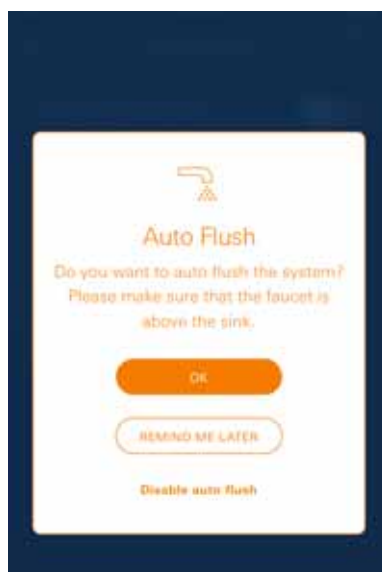 Auto Flush
Do you want to auto flush the system?
Please make sure that the faucet is
above the sink.
OK
REMIND ME LATER
Disable auto flush